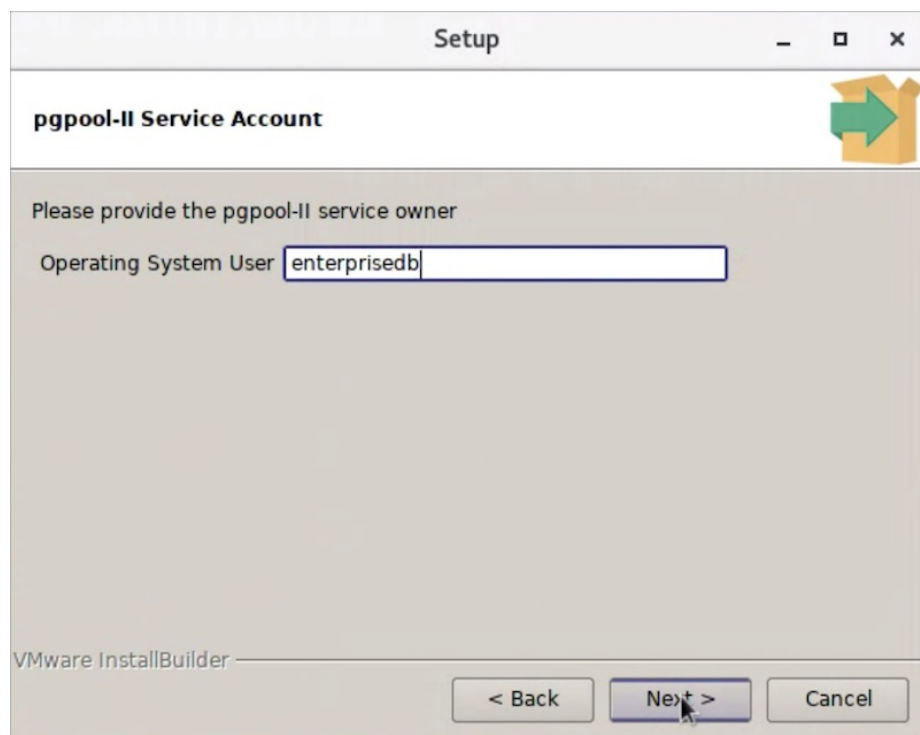 Setup
pgpool-II Service Account
Please provide the pgpool-II service owner
Operating System User enterprisedb
VMware InstallBuilder
< Back Next > Cancel